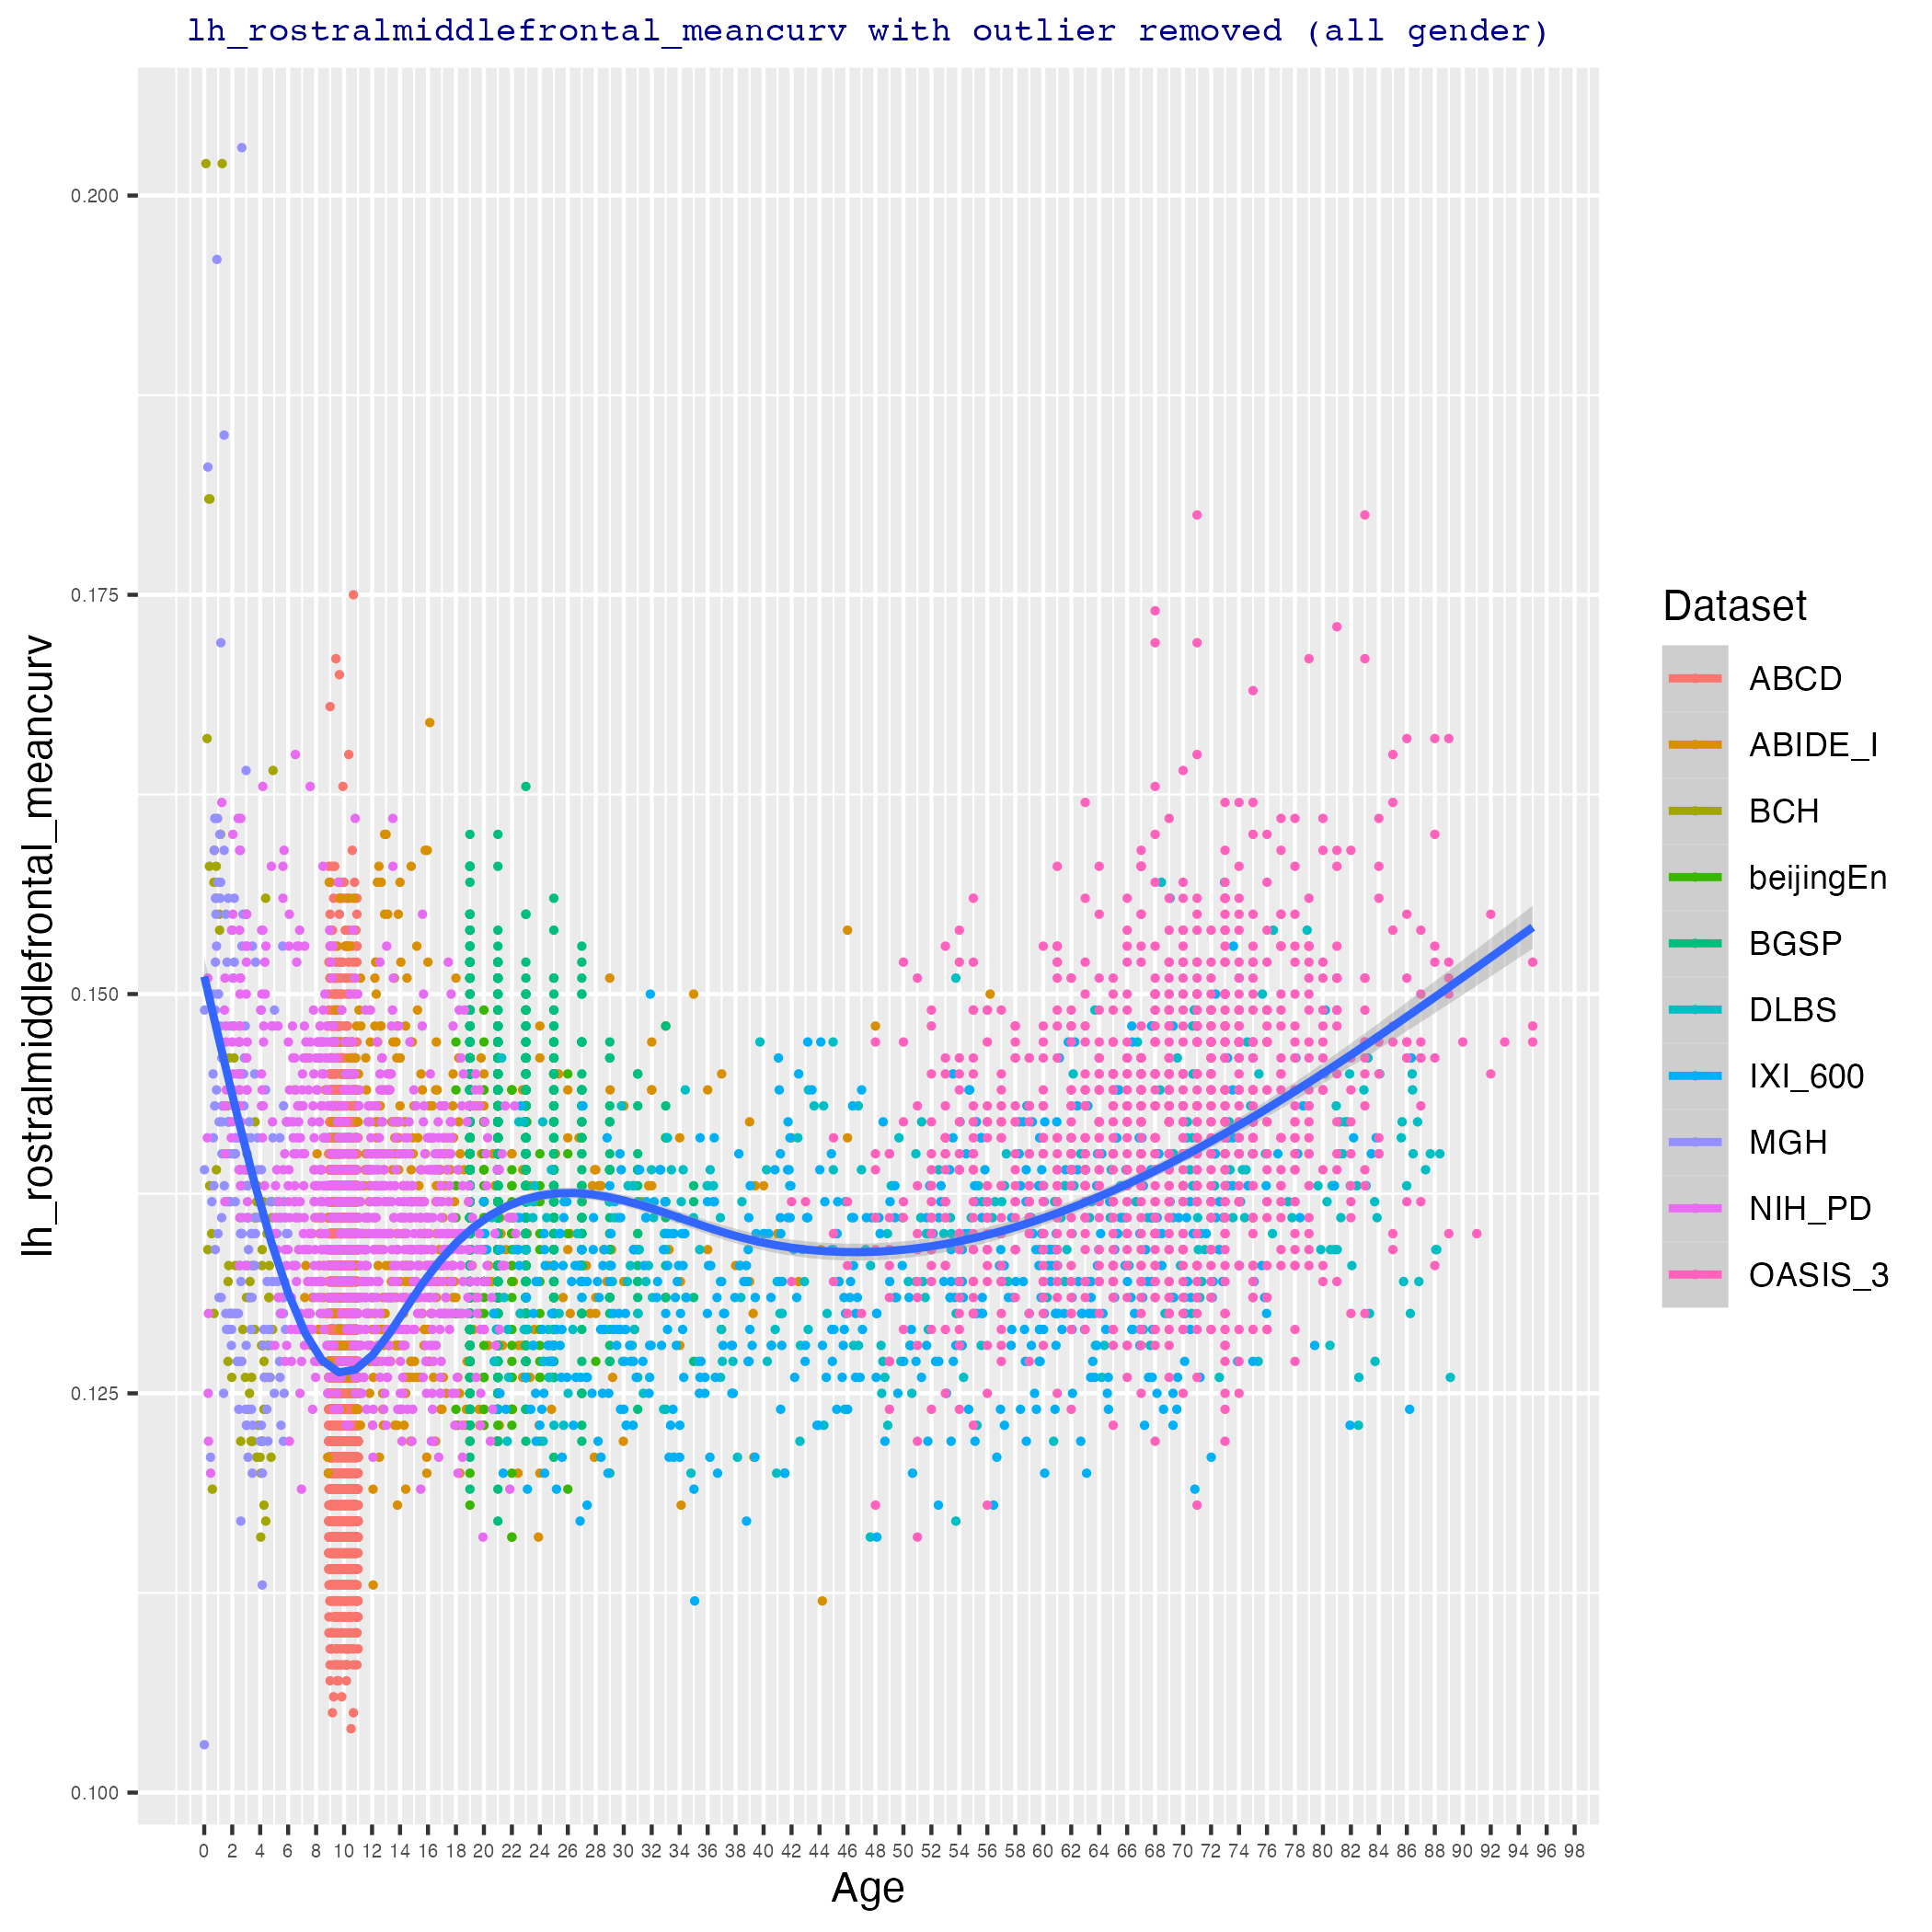 lh_rostralmiddlefrontal_meancurv with outlier removed (all gender)
lh_rostralmiddlefrontal_meancurv
0.200
0.175
0.150
0.125
0.100
0 2 4 6 8 10 12 14 16 18 20 22 24 26 28 30 32 34 36 38 40 42 44 46 48 50 52 54 56 58 60 62 64 66 68 70 72 74 76 78 80 82 84 86 88 90 92 94 96 98
Age
Dataset
ABCD
ABIDE_I
BCH
beijingEn
BGSP
DLBS
IXI_600
MGH
NIH_PD
OASIS_3